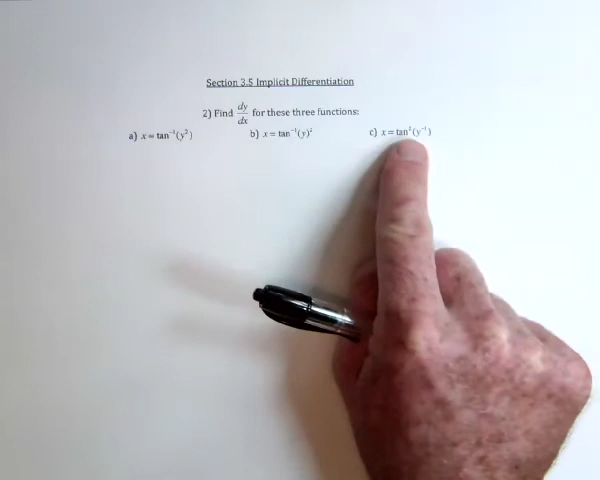 Section 3.5 Implicit Differentiation
2) Find dy/dx for these three functions:
a) x = tan⁻¹(y²) b) x = tan⁻¹(y)² c) x = tan²(y⁻¹)